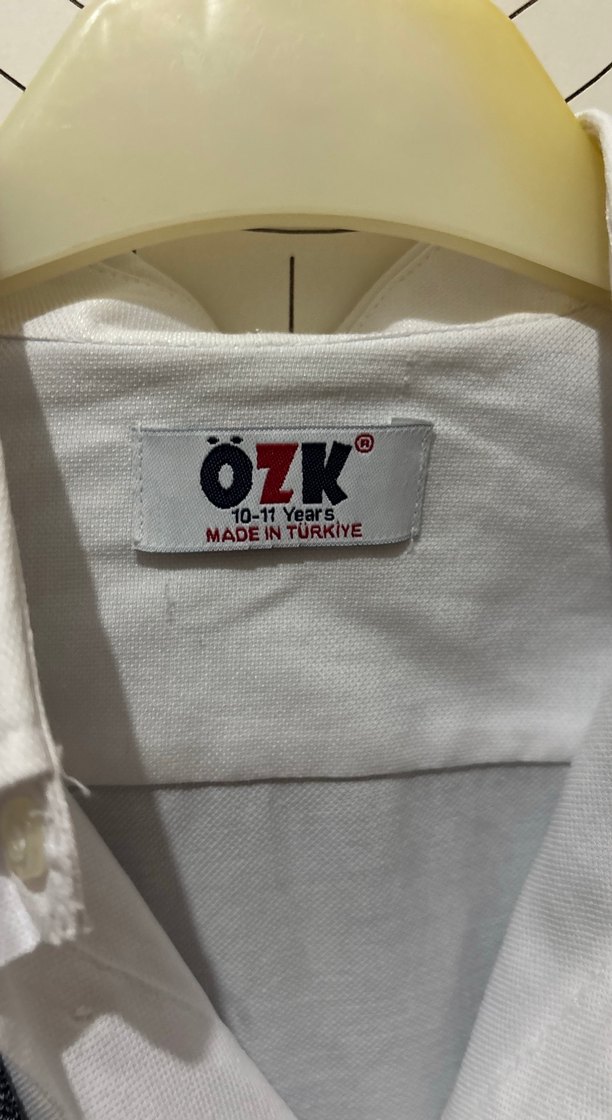 ÖZK®
10-11 Years
MADE IN TÜRKİYE